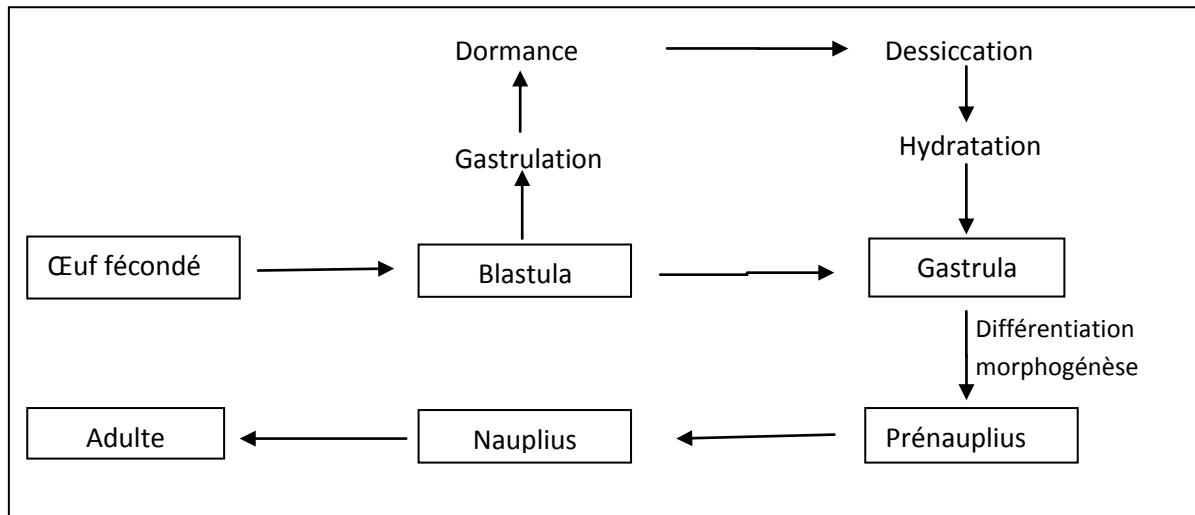 Dormance
Dessiccation
Gastrulation
Hydratation
Œuf fécondé
Blastula
Gastrula
Différentiation
morphogénèse
Adulte
Nauplius
Prénauplius